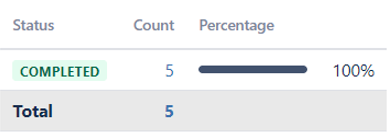 Status Count Percentage
COMPLETED 5 100%
Total 5